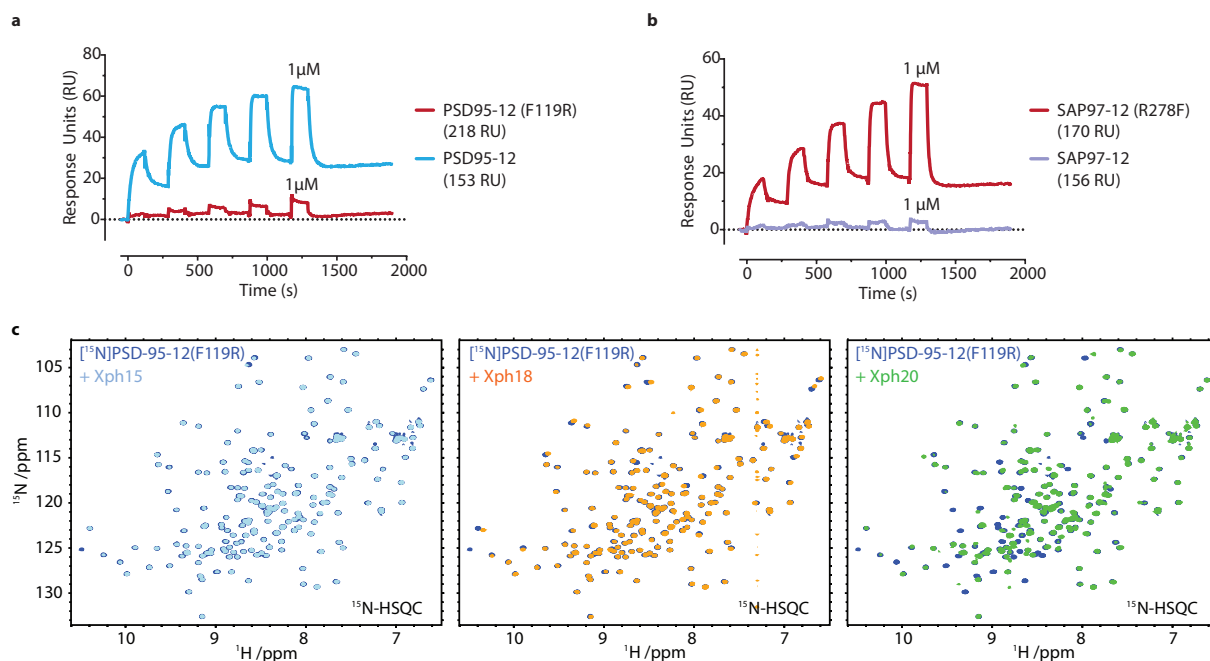 a
80
60
40
20
0
Response Units (RU)
0
500
1000
1500
2000
Time (s)
1μM
1μM
PSD95-12 (F119R)
(218 RU)
PSD95-12
(153 RU)
b
60
40
20
0
Response Units (RU)
0
500
1000
1500
2000
Time (s)
1 μM
1 μM
SAP97-12 (R278F)
(170 RU)
SAP97-12
(156 RU)
c
[¹⁵N]PSD-95-12(F119R)
+ Xph15
105
110
115
120
125
130
¹⁵N /ppm
¹⁵N-HSQC
10
9
8
7
¹H /ppm
[¹⁵N]PSD-95-12(F119R)
+ Xph18
¹⁵N-HSQC
10
9
8
7
¹H /ppm
[¹⁵N]PSD-95-12(F119R)
+ Xph20
¹⁵N-HSQC
10
9
8
7
¹H /ppm